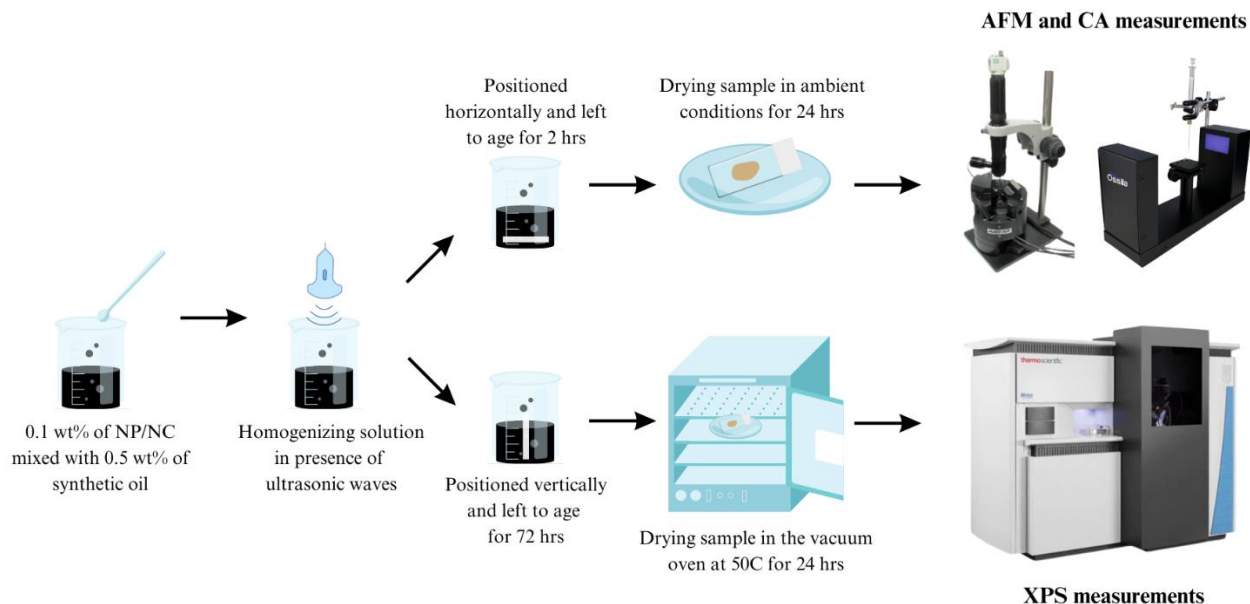 AFM and CA measurements
Positioned
horizontally and left
to age for 2 hrs
Drying sample in ambient
conditions for 24 hrs
Ossila
0.1 wt% of NP/NC
mixed with 0.5 wt% of
synthetic oil
Homogenizing solution
in presence of
ultrasonic waves
Positioned vertically
and left to age
for 72 hrs
Drying sample in the vacuum
oven at 50C for 24 hrs
thermoscientific
XPS measurements